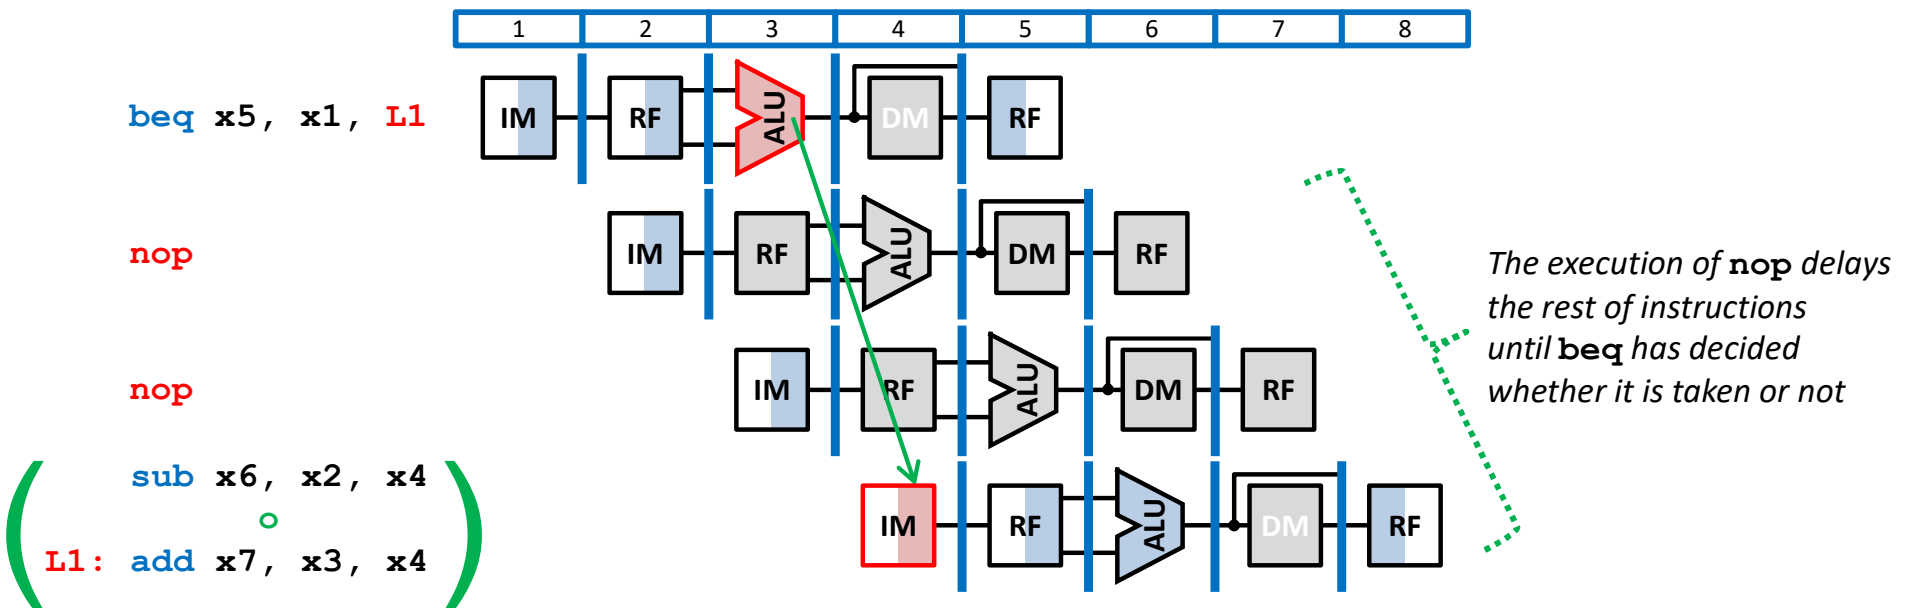 1 2 3 4 5 6 7 8
beq x5, x1, L1
IM RF ALU DM RF
nop
IM RF ALU DM RF
nop
IM RF ALU DM RF
sub x6, x2, x4
o
L1: add x7, x3, x4
IM RF ALU DM RF
The execution of nop delays
the rest of instructions
until beq has decided
whether it is taken or not